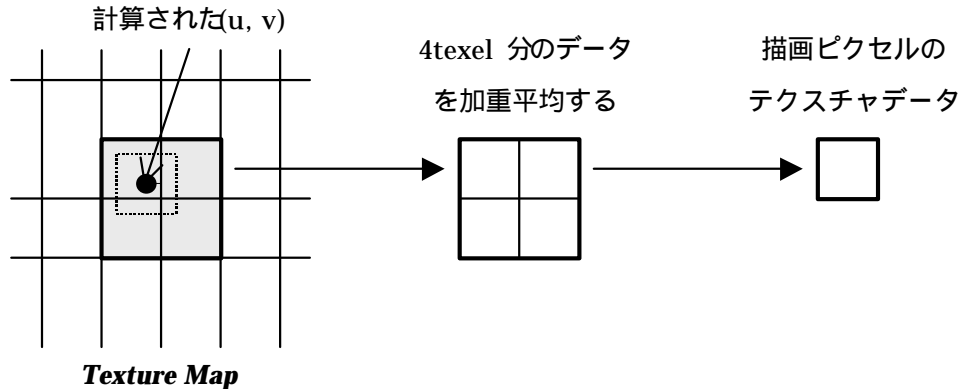 計算された(u, v)
4texel 分のデータ
を加重平均する
描画ピクセルの
テクスチャデータ
Texture Map